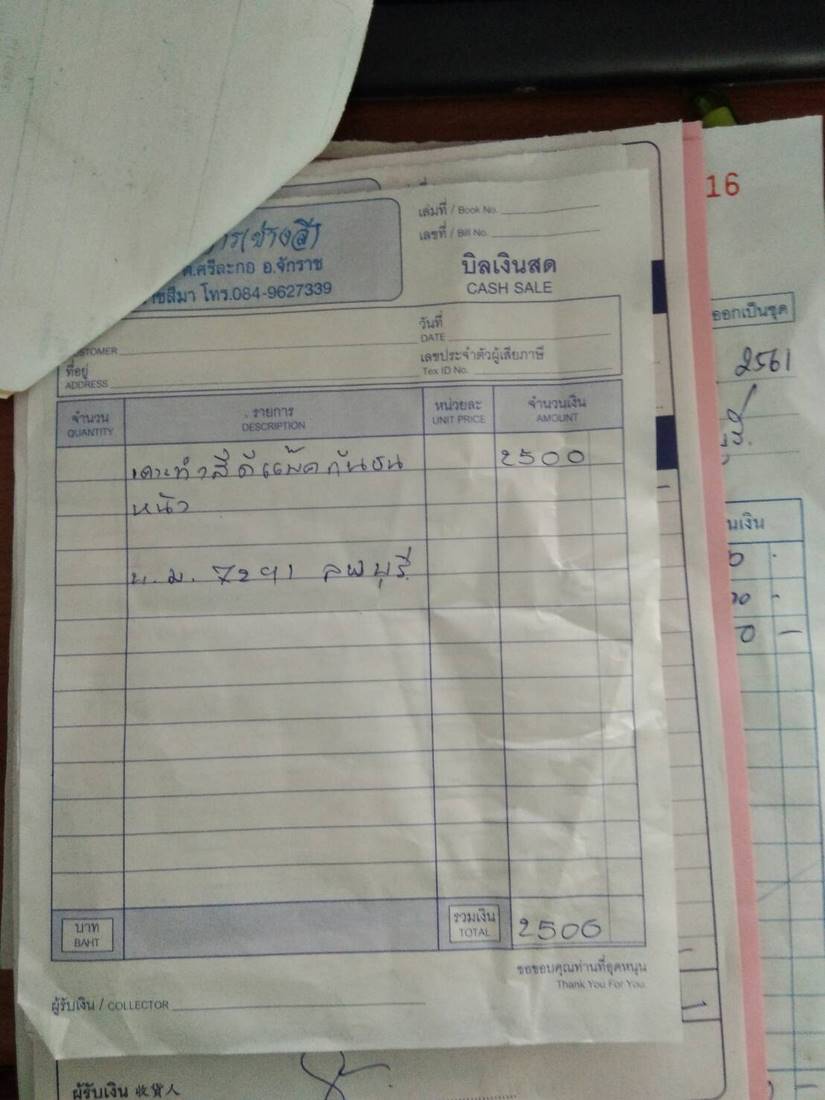 16
เล่มที่ / Book No.
เลขที่ / Bill No.
(ช่างลี)
ต.ศรีละกอ อ.จักราช
โทร.084-9627339
บิลเงินสด
CASH SALE
ออกเป็นชุด
วันที่
DATE
CUSTOMER
เลขประจำตัวผู้เสียภาษี
Tex ID No.
ที่อยู่
ADDRESS
2561
จำนวน
QUANTITY
รายการ
DESCRIPTION
หน่วยละ
UNIT PRICE
จำนวนเงิน
AMOUNT
เคาะทำสีดีแม๊คกันชน 2500
หน้า
น.ม. 7291 ลพบุรี
บาท
BAHT
รวมเงิน
TOTAL
2500
ขอขอบคุณท่านที่อุดหนุน
Thank You For You.
ผู้รับเงิน / COLLECTOR
ผู้รับเงิน 收貨人